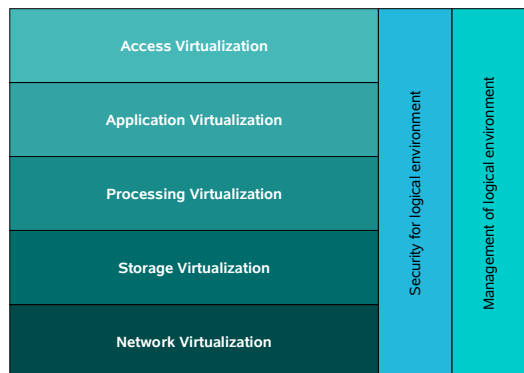 Access Virtualization
Application Virtualization
Processing Virtualization
Storage Virtualization
Network Virtualization
Security for logical environment
Management of logical environment